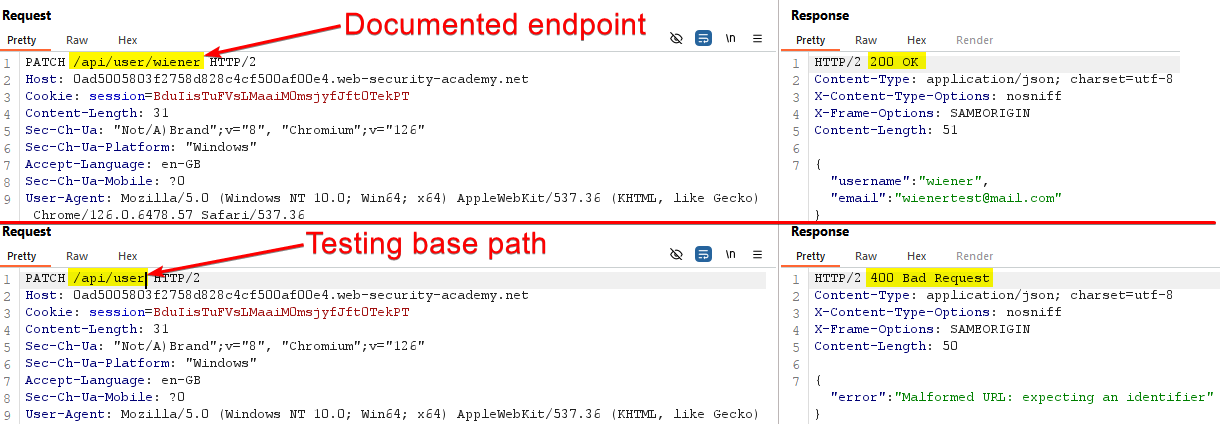 Request
Documented endpoint
Response
Pretty Raw Hex \n
Pretty Raw Hex Render
1 PATCH /api/user/wiener HTTP/2
2 Host: 0ad5005803f2758d828c4cf500af00e4.web-security-academy.net
3 Cookie: session=BduIisTuFVsLMaaiMOmsjyfJftOTekPT
4 Content-Length: 31
5 Sec-Ch-Ua: "Not/A)Brand";v="8", "Chromium";v="126"
6 Sec-Ch-Ua-Platform: "Windows"
7 Accept-Language: en-GB
8 Sec-Ch-Ua-Mobile: ?0
9 User-Agent: Mozilla/5.0 (Windows NT 10.0; Win64; x64) AppleWebKit/537.36 (KHTML, like Gecko)
Chrome/126.0.6478.57 Safari/537.36
1 HTTP/2 200 OK
2 Content-Type: application/json; charset=utf-8
3 X-Content-Type-Options: nosniff
4 X-Frame-Options: SAMEORIGIN
5 Content-Length: 51
6
7 {
"username":"wiener",
"email":"wienertest@mail.com"
}
Request
Testing base path
Response
Pretty Raw Hex \n
Pretty Raw Hex Render
1 PATCH /api/user HTTP/2
2 Host: 0ad5005803f2758d828c4cf500af00e4.web-security-academy.net
3 Cookie: session=BduIisTuFVsLMaaiMOmsjyfJftOTekPT
4 Content-Length: 31
5 Sec-Ch-Ua: "Not/A)Brand";v="8", "Chromium";v="126"
6 Sec-Ch-Ua-Platform: "Windows"
7 Accept-Language: en-GB
8 Sec-Ch-Ua-Mobile: ?0
9 User-Agent: Mozilla/5.0 (Windows NT 10.0; Win64; x64) AppleWebKit/537.36 (KHTML, like Gecko)
1 HTTP/2 400 Bad Request
2 Content-Type: application/json; charset=utf-8
3 X-Content-Type-Options: nosniff
4 X-Frame-Options: SAMEORIGIN
5 Content-Length: 50
6
7 {
"error":"Malformed URL: expecting an identifier"
}